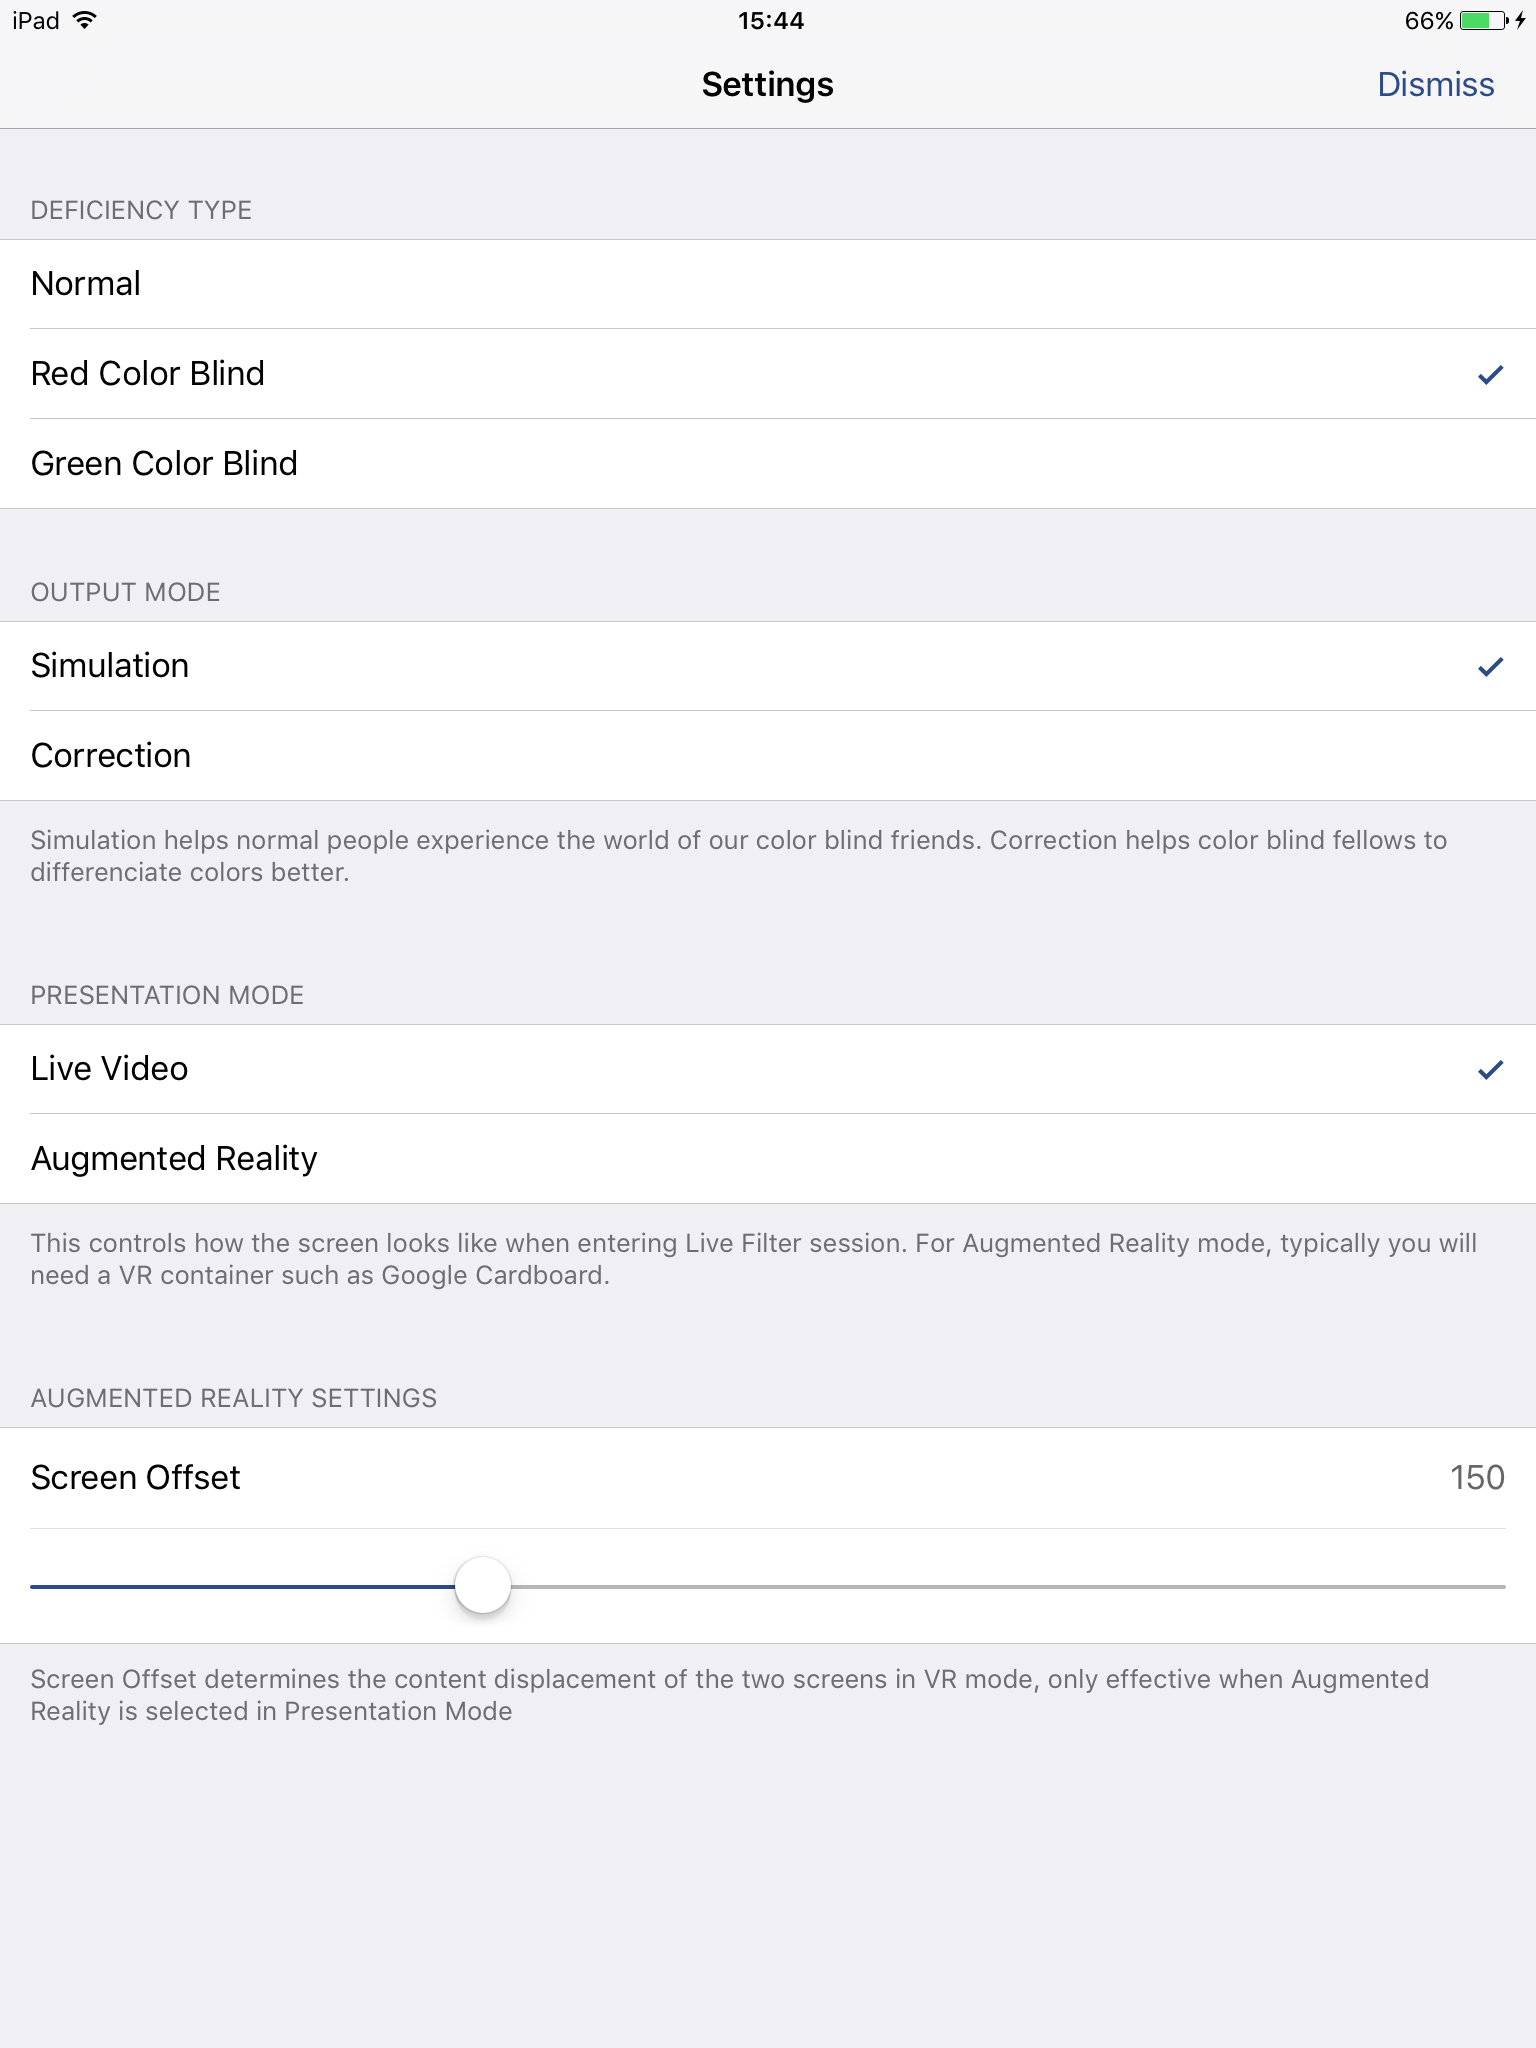 iPad
15:44
66%
Settings
Dismiss
DEFICIENCY TYPE
Normal
Red Color Blind
Green Color Blind
OUTPUT MODE
Simulation
Correction
Simulation helps normal people experience the world of our color blind friends. Correction helps color blind fellows to
differenciate colors better.
PRESENTATION MODE
Live Video
Augmented Reality
This controls how the screen looks like when entering Live Filter session. For Augmented Reality mode, typically you will
need a VR container such as Google Cardboard.
AUGMENTED REALITY SETTINGS
Screen Offset
150
Screen Offset determines the content displacement of the two screens in VR mode, only effective when Augmented
Reality is selected in Presentation Mode